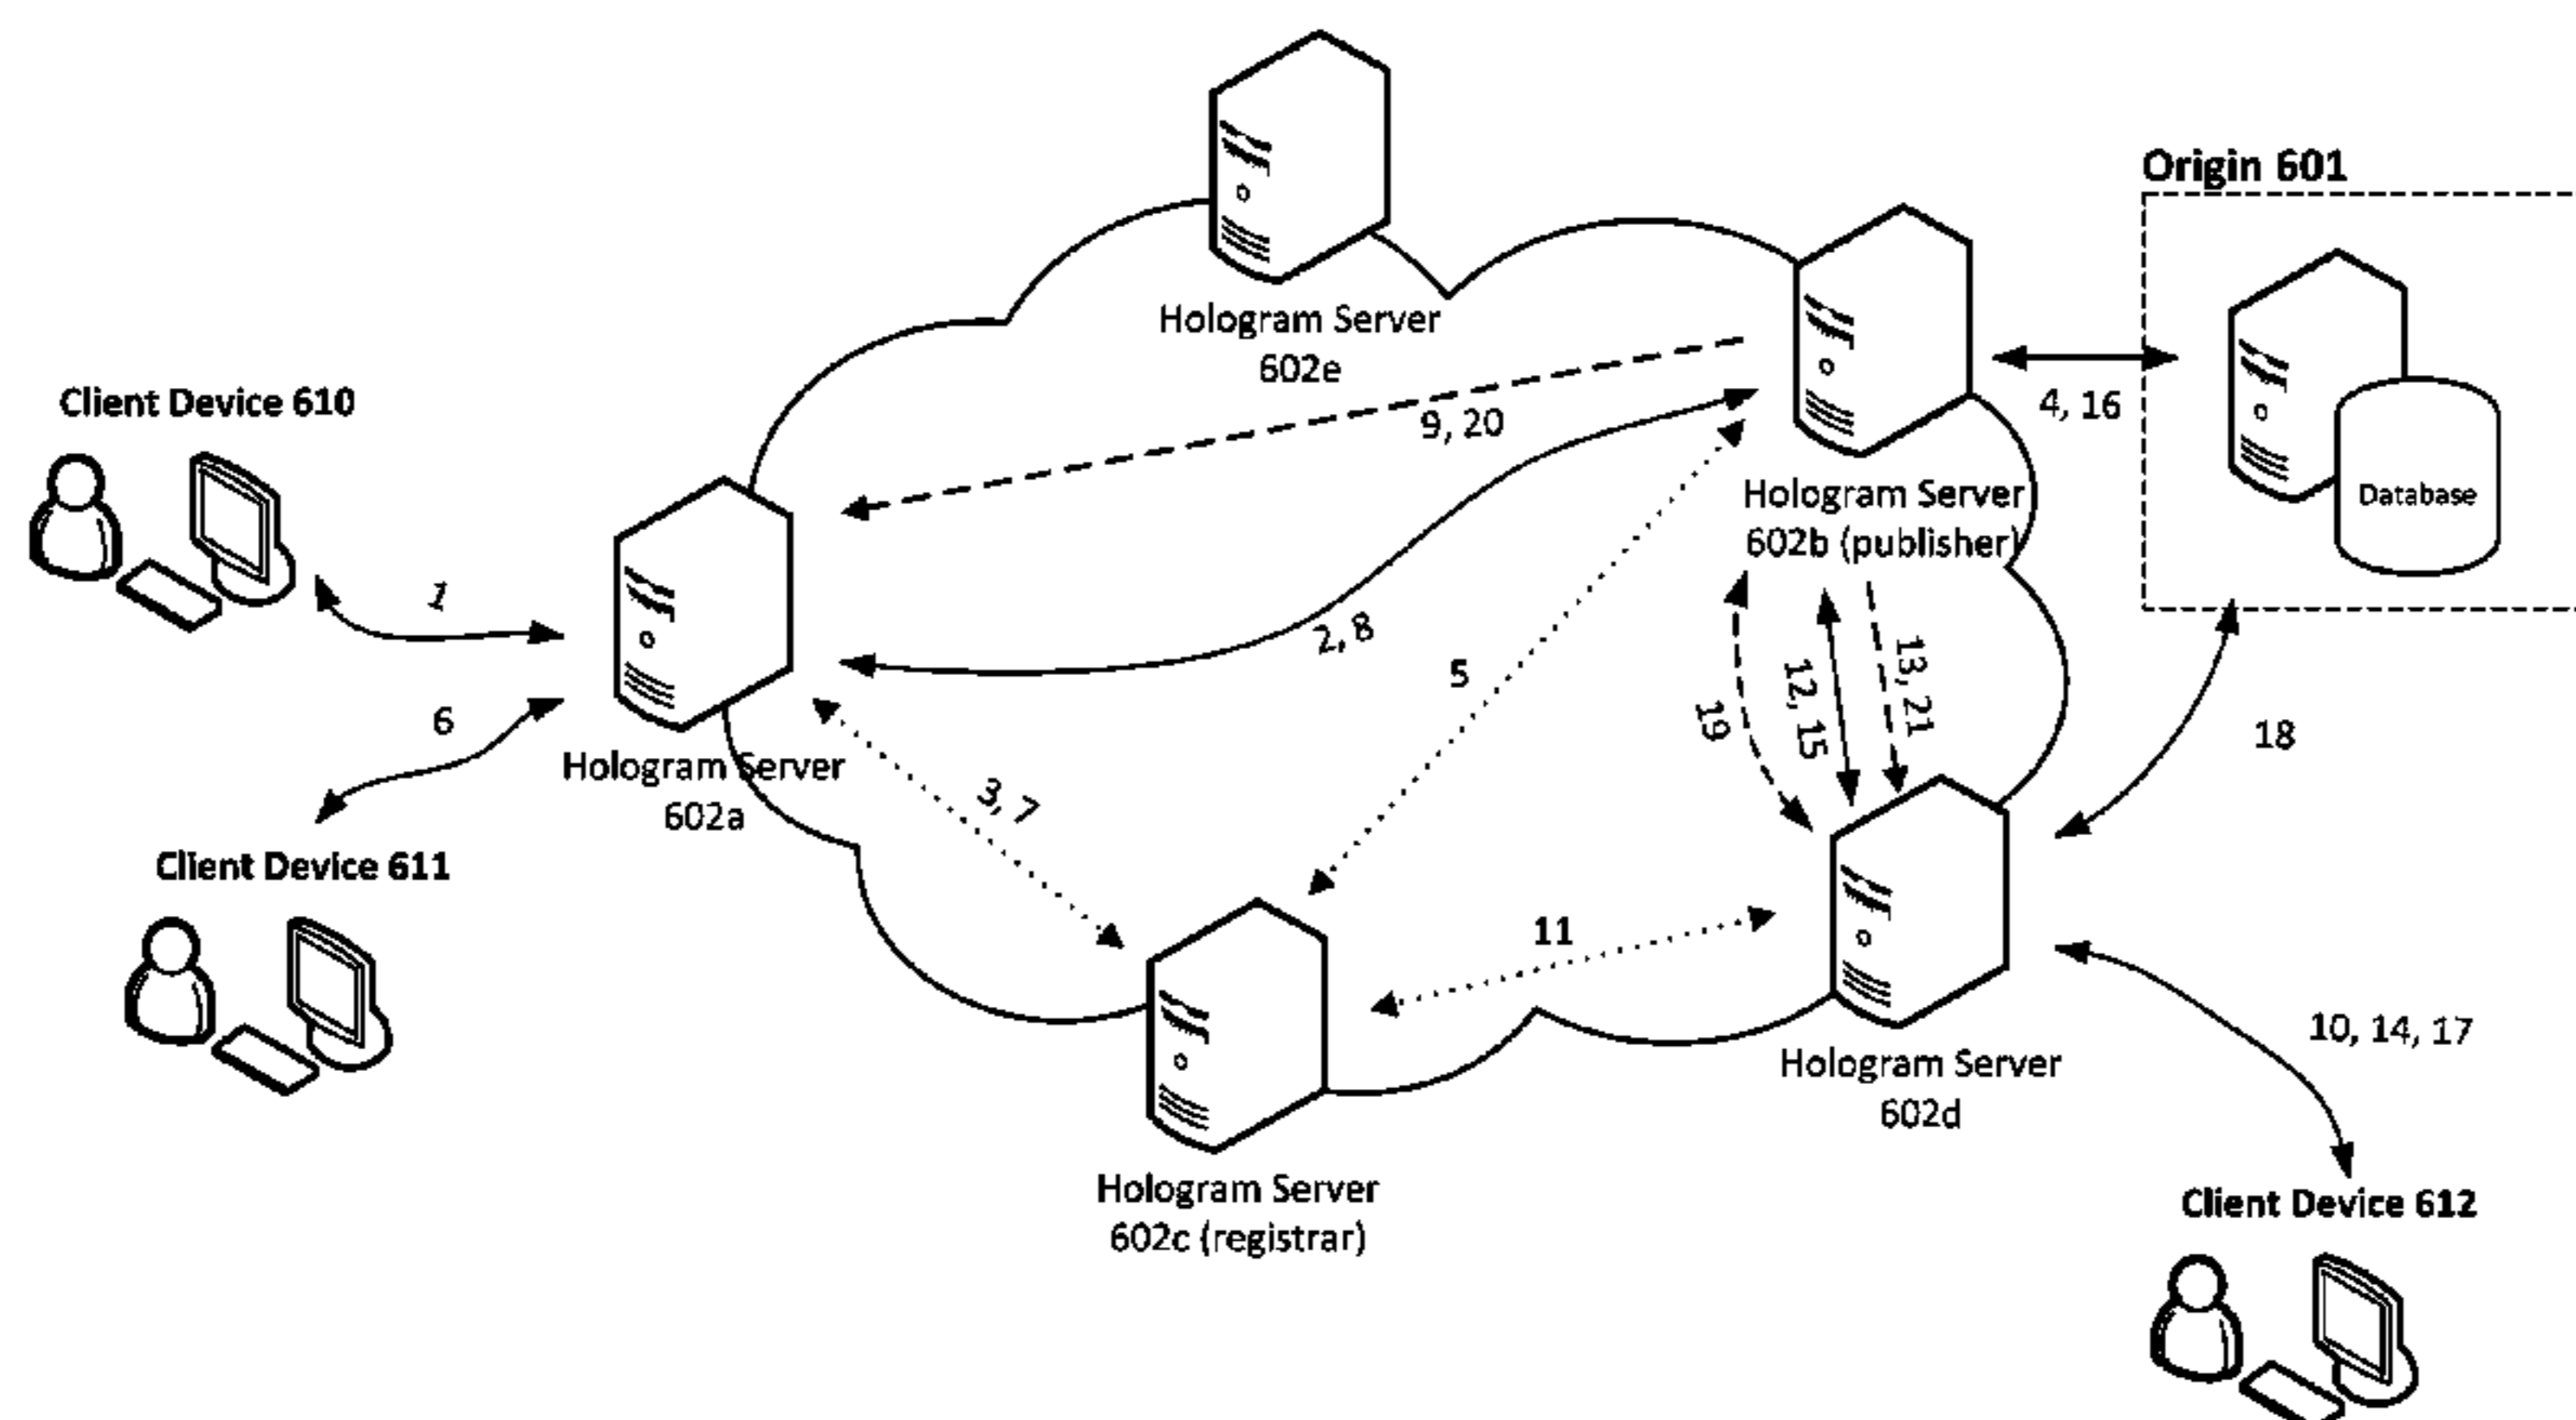 Origin 601
Hologram Server
602e
Client Device 610
4, 16
9, 20
Database
Hologram Server
602b (publisher)
1
2, 8
5
6
19
12, 15
13, 21
18
Hologram Server
602a
3, 7
Client Device 611
11
10, 14, 17
Hologram Server
602d
Hologram Server
602c (registrar)
Client Device 612